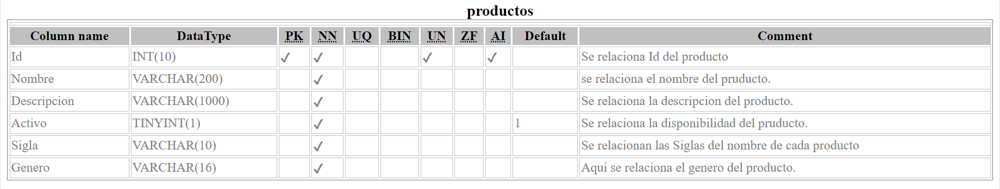 productos
Column name DataType PK NN UQ BIN UN ZF AI Default Comment
Id INT(10) ✓ ✓ ✓ ✓ Se relaciona Id del producto
Nombre VARCHAR(200) ✓ se relaciona el nombre del pruducto.
Descripcion VARCHAR(1000) ✓ Se relaciona la descripcion del producto.
Activo TINYINT(1) ✓ 1 Se relaciona la disponibilidad del pruducto.
Sigla VARCHAR(10) ✓ Se relacionan las Siglas del nombre de cada producto
Genero VARCHAR(16) ✓ Aqui se relaciona el genero del producto.